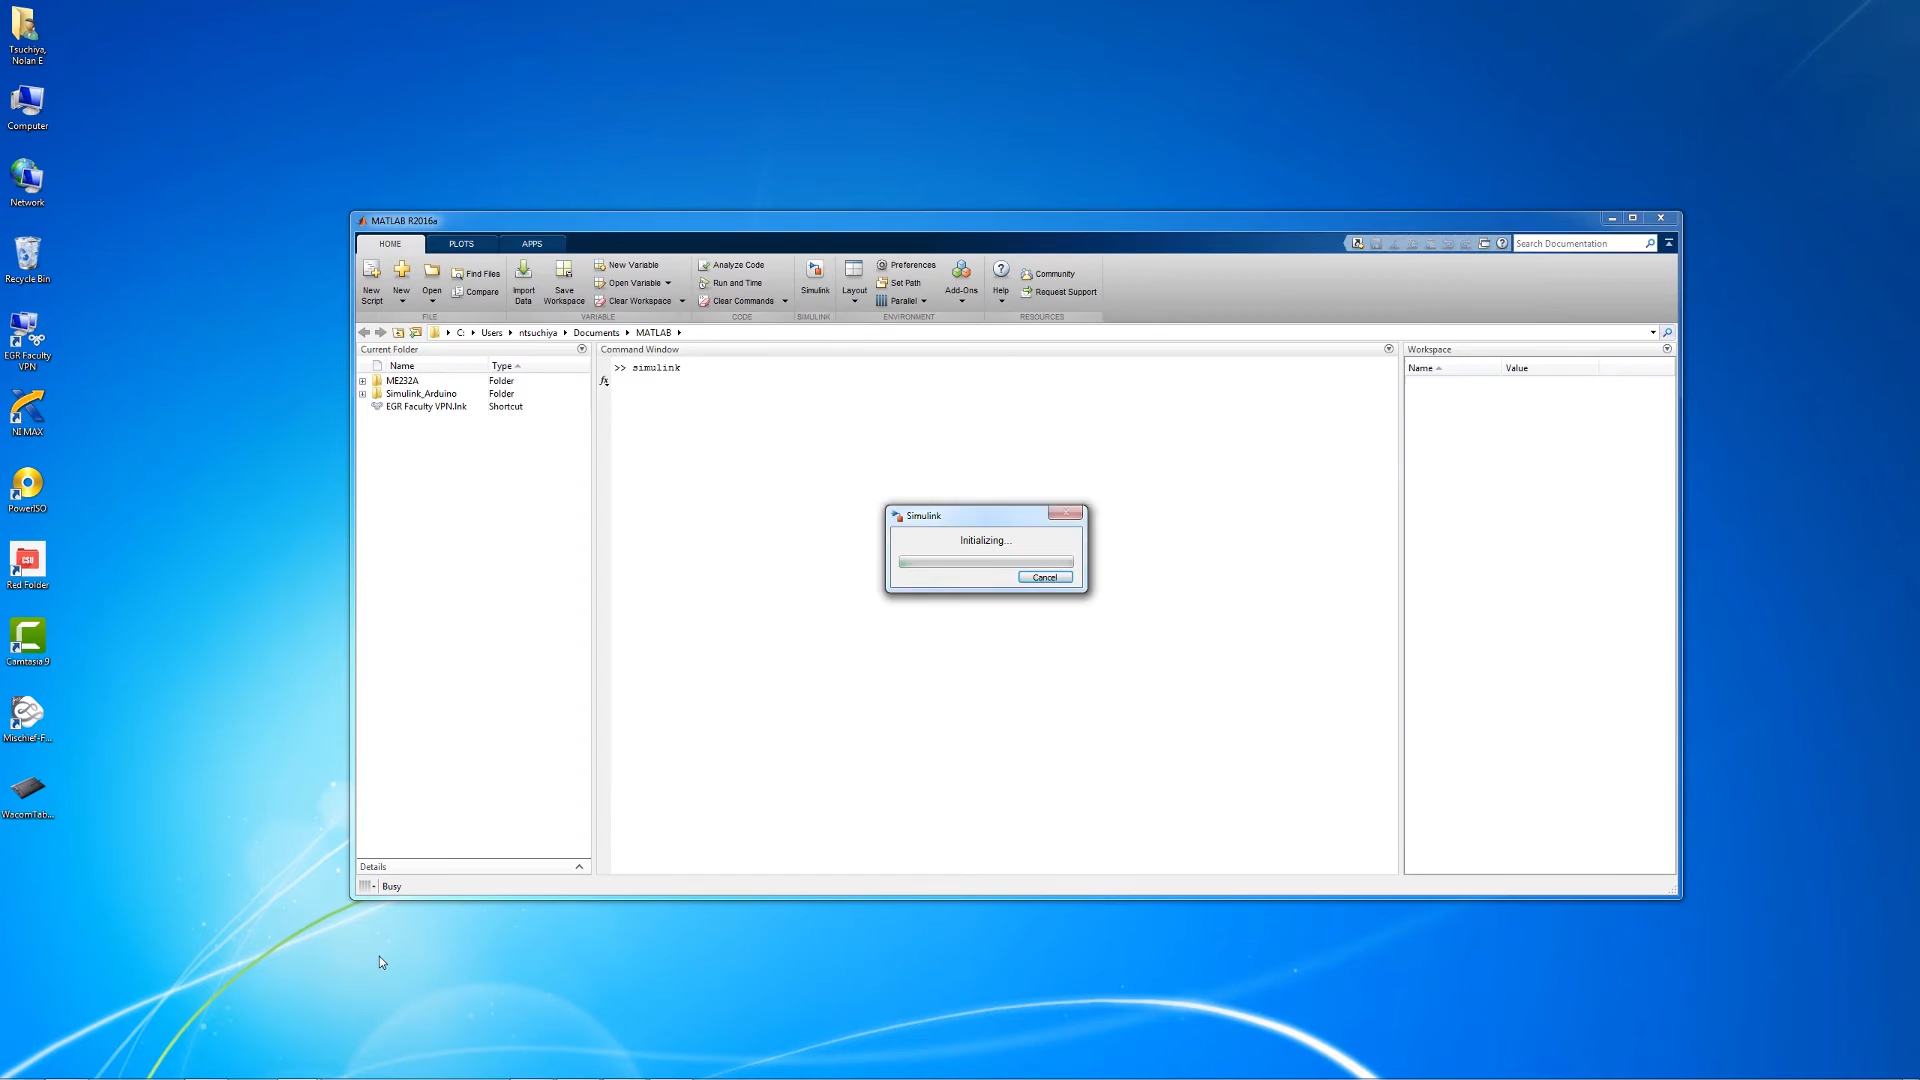 Tsuchiya,
Nolan E
Computer
Network
Recycle Bin
EGR Faculty
VPN
NI MAX
PowerISO
CSU
Red Folder
Camtasia 9
Mischief-F...
WacomTab...
MATLAB R2016a
HOME
PLOTS
APPS
Search Documentation
New
Script
New
Open
Find Files
Compare
FILE
Import
Data
Save
Workspace
New Variable
Open Variable
Clear Workspace
VARIABLE
Analyze Code
Run and Time
Clear Commands
CODE
Simulink
SIMULINK
Layout
Preferences
Set Path
Parallel
Add-Ons
ENVIRONMENT
Help
Community
Request Support
RESOURCES
C: Users ntsuchiya Documents MATLAB
Current Folder
Name Type
ME232A Folder
Simulink_Arduino Folder
EGR Faculty VPN.lnk Shortcut
Details
Busy
Command Window
>> simulink
fx
Simulink
Initializing...
Cancel
Workspace
Name Value